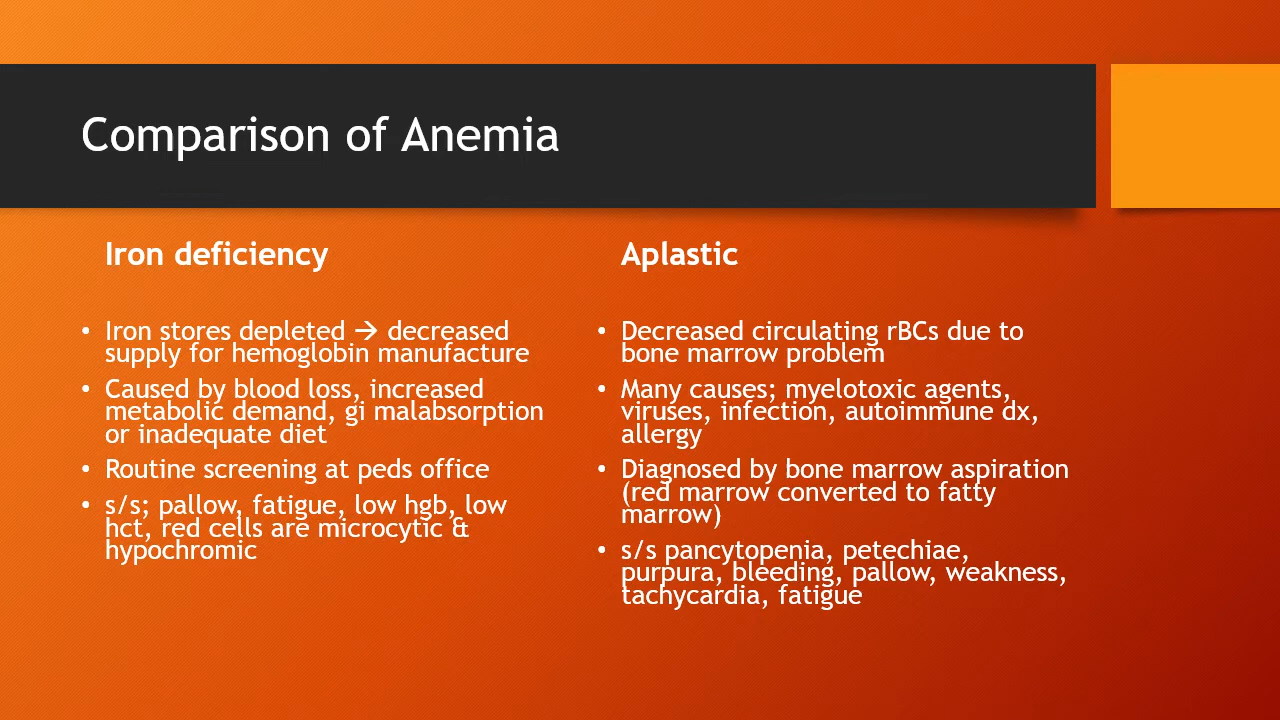 Comparison of Anemia
Iron deficiency
• Iron stores depleted → decreased
supply for hemoglobin manufacture
• Caused by blood loss, increased
metabolic demand, gi malabsorption
or inadequate diet
• Routine screening at peds office
• s/s; pallow, fatigue, low hgb, low
hct, red cells are microcytic &
hypochromic
Aplastic
• Decreased circulating rBCs due to
bone marrow problem
• Many causes; myelotoxic agents,
viruses, infection, autoimmune dx,
allergy
• Diagnosed by bone marrow aspiration
(red marrow converted to fatty
marrow)
• s/s pancytopenia, petechiae,
purpura, bleeding, pallow, weakness,
tachycardia, fatigue